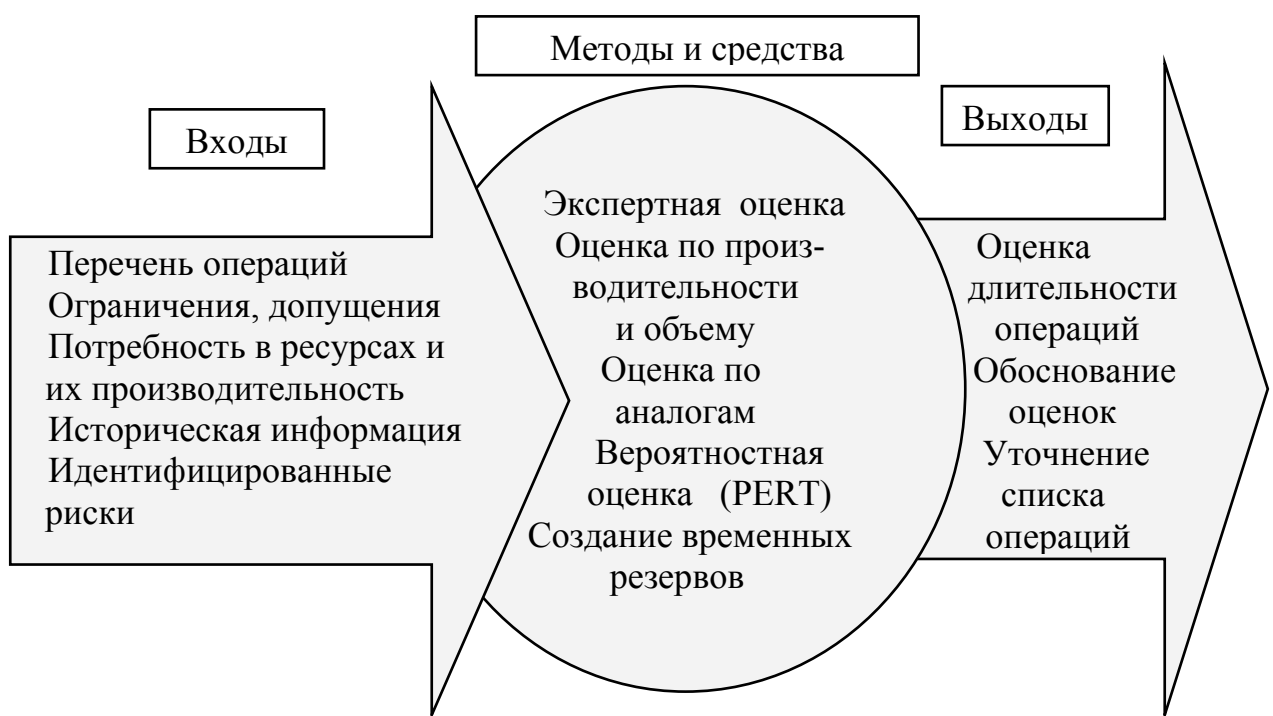 Методы и средства
Входы
Выходы
Перечень операций
Ограничения, допущения
Потребность в ресурсах и
их производительность
Историческая информация
Идентифицированные
риски
Экспертная оценка
Оценка по произ-
водительности
и объему
Оценка по
аналогам
Вероятностная
оценка (PERT)
Создание временных
резервов
Оценка
длительности
операций
Обоснование
оценок
Уточнение
списка
операций